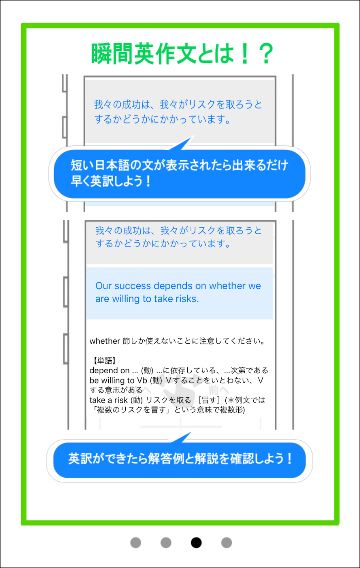 瞬間英作文とは！？
我々の成功は、我々がリスクを取ろうと
するかどうかにかかっています。
短い日本語の文が表示されたら出来るだけ
早く英訳しよう！
我々の成功は、我々がリスクを取ろうと
するかどうかにかかっています。
Our success depends on whether we
are willing to take risks.
whether 節しか使えないことに注意してください。
【単語】
depend on ... (動) ...に依存している、...次第である
be willing to Vb (動) Vすることをいとわない、V
する意志がある
take a risk (動) リスクを取る［冒す］(＊例文では
「複数のリスクを冒す」という意味で複数形)
英訳ができたら解答例と解説を確認しよう！